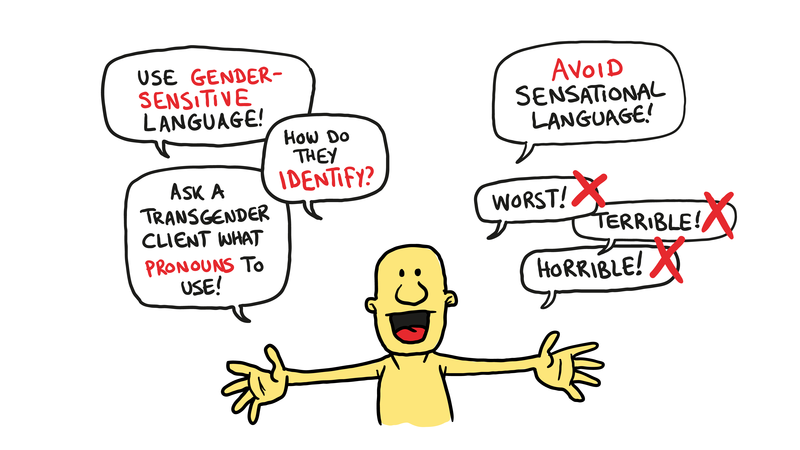 USE GENDER-
SENSITIVE
LANGUAGE!
HOW DO
THEY
IDENTIFY?
ASK A
TRANSGENDER
CLIENT WHAT
PRONOUNS TO
USE!
AVOID
SENSATIONAL
LANGUAGE!
WORST!
TERRIBLE!
HORRIBLE!